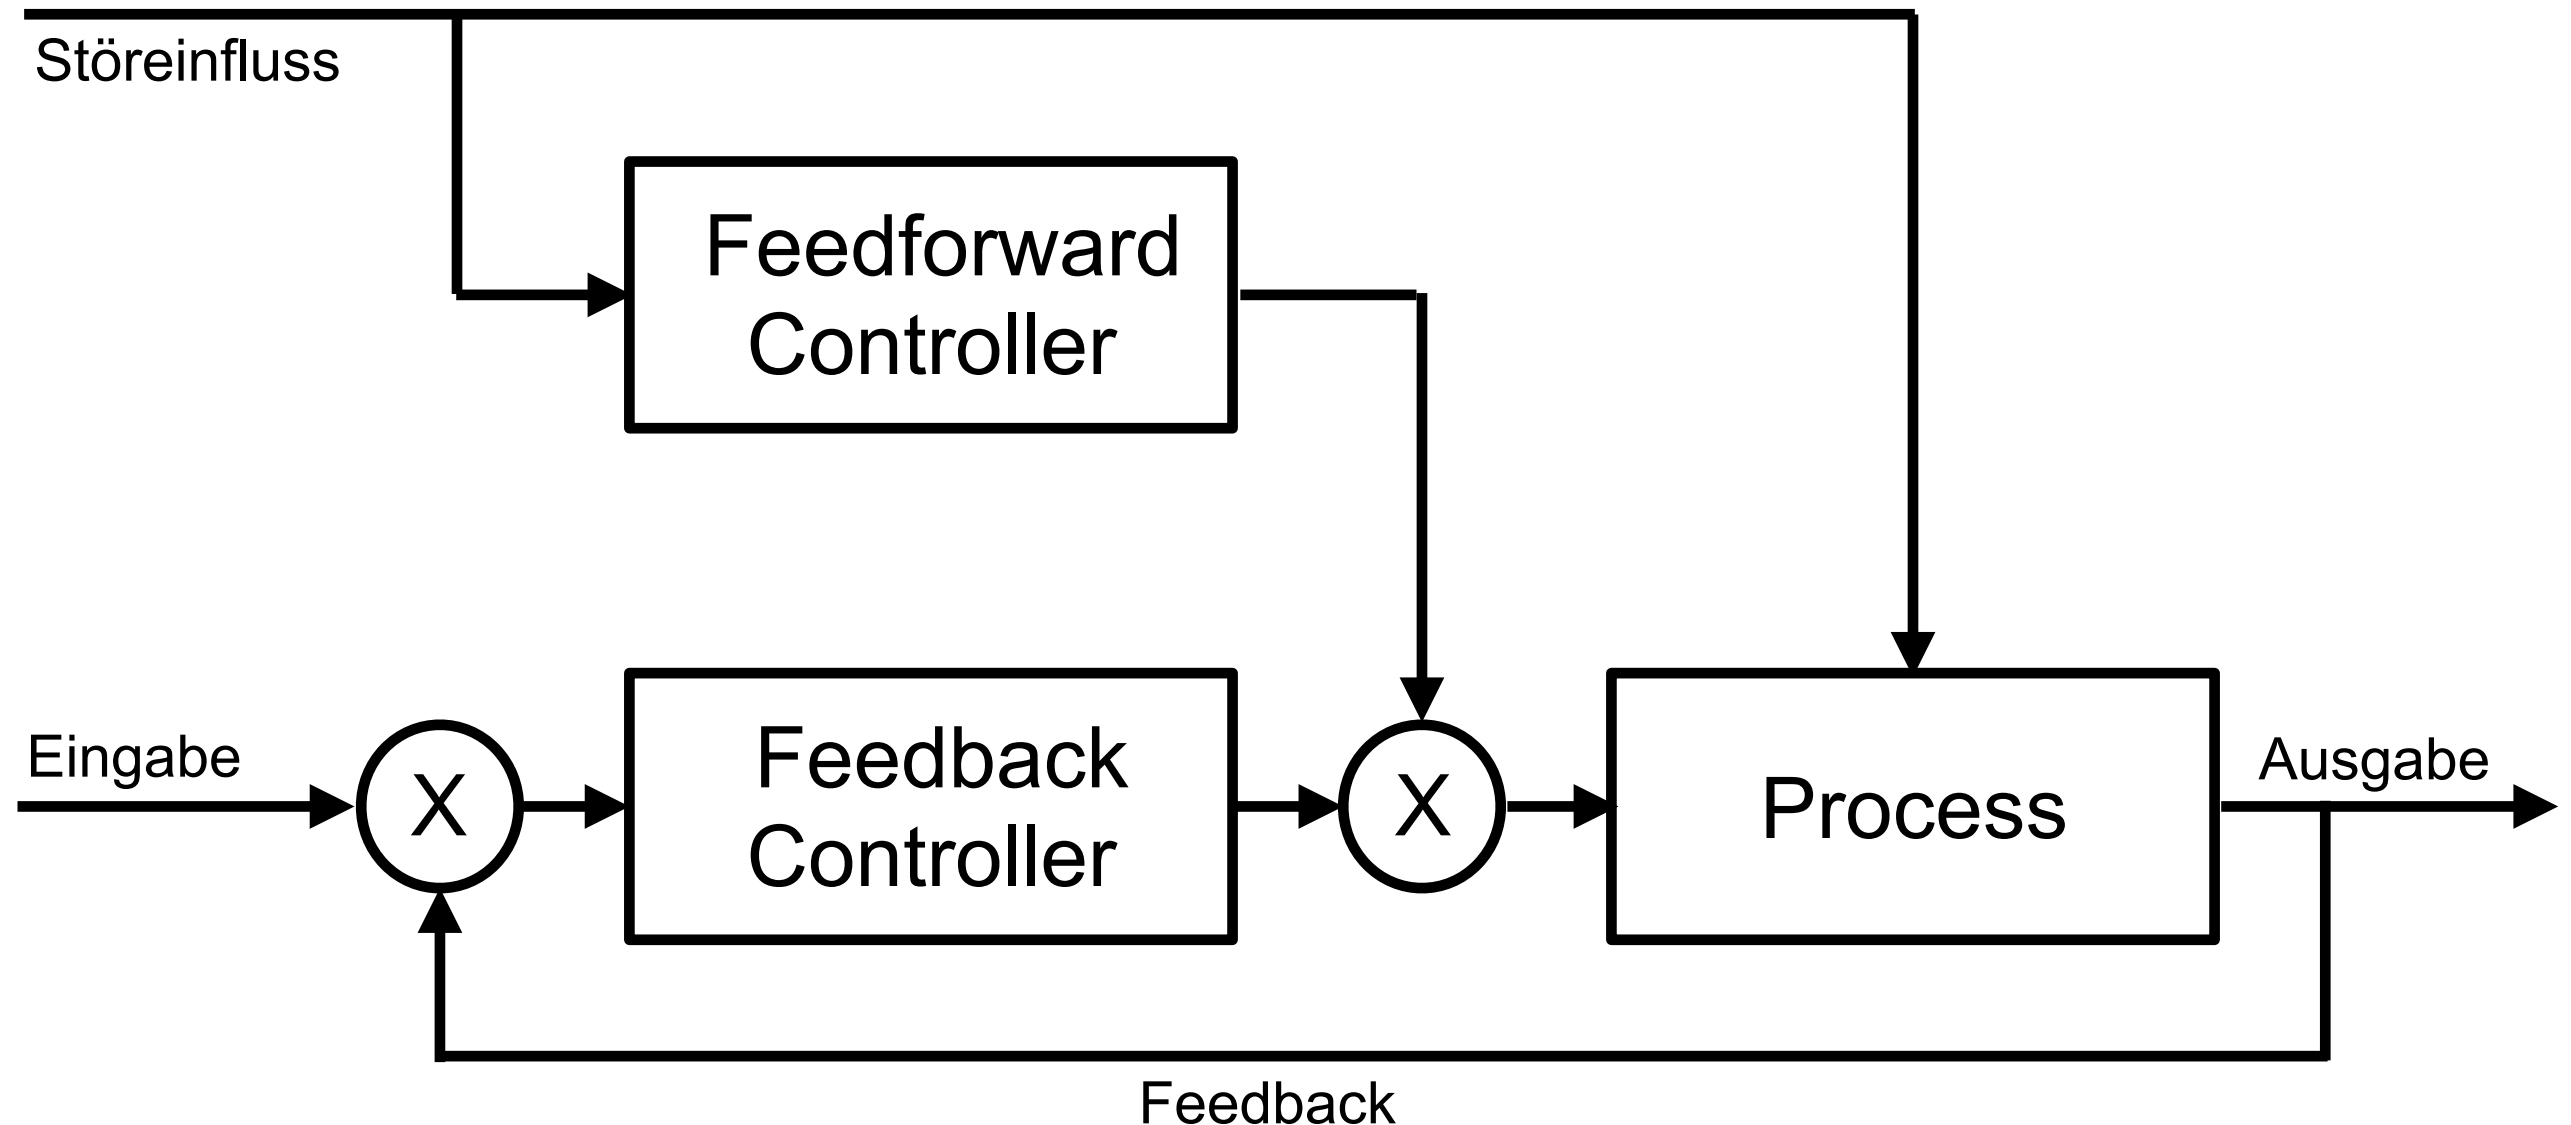 Störeinfluss
Feedforward
Controller
Eingabe
X
Feedback
Controller
X
Process
Ausgabe
Feedback